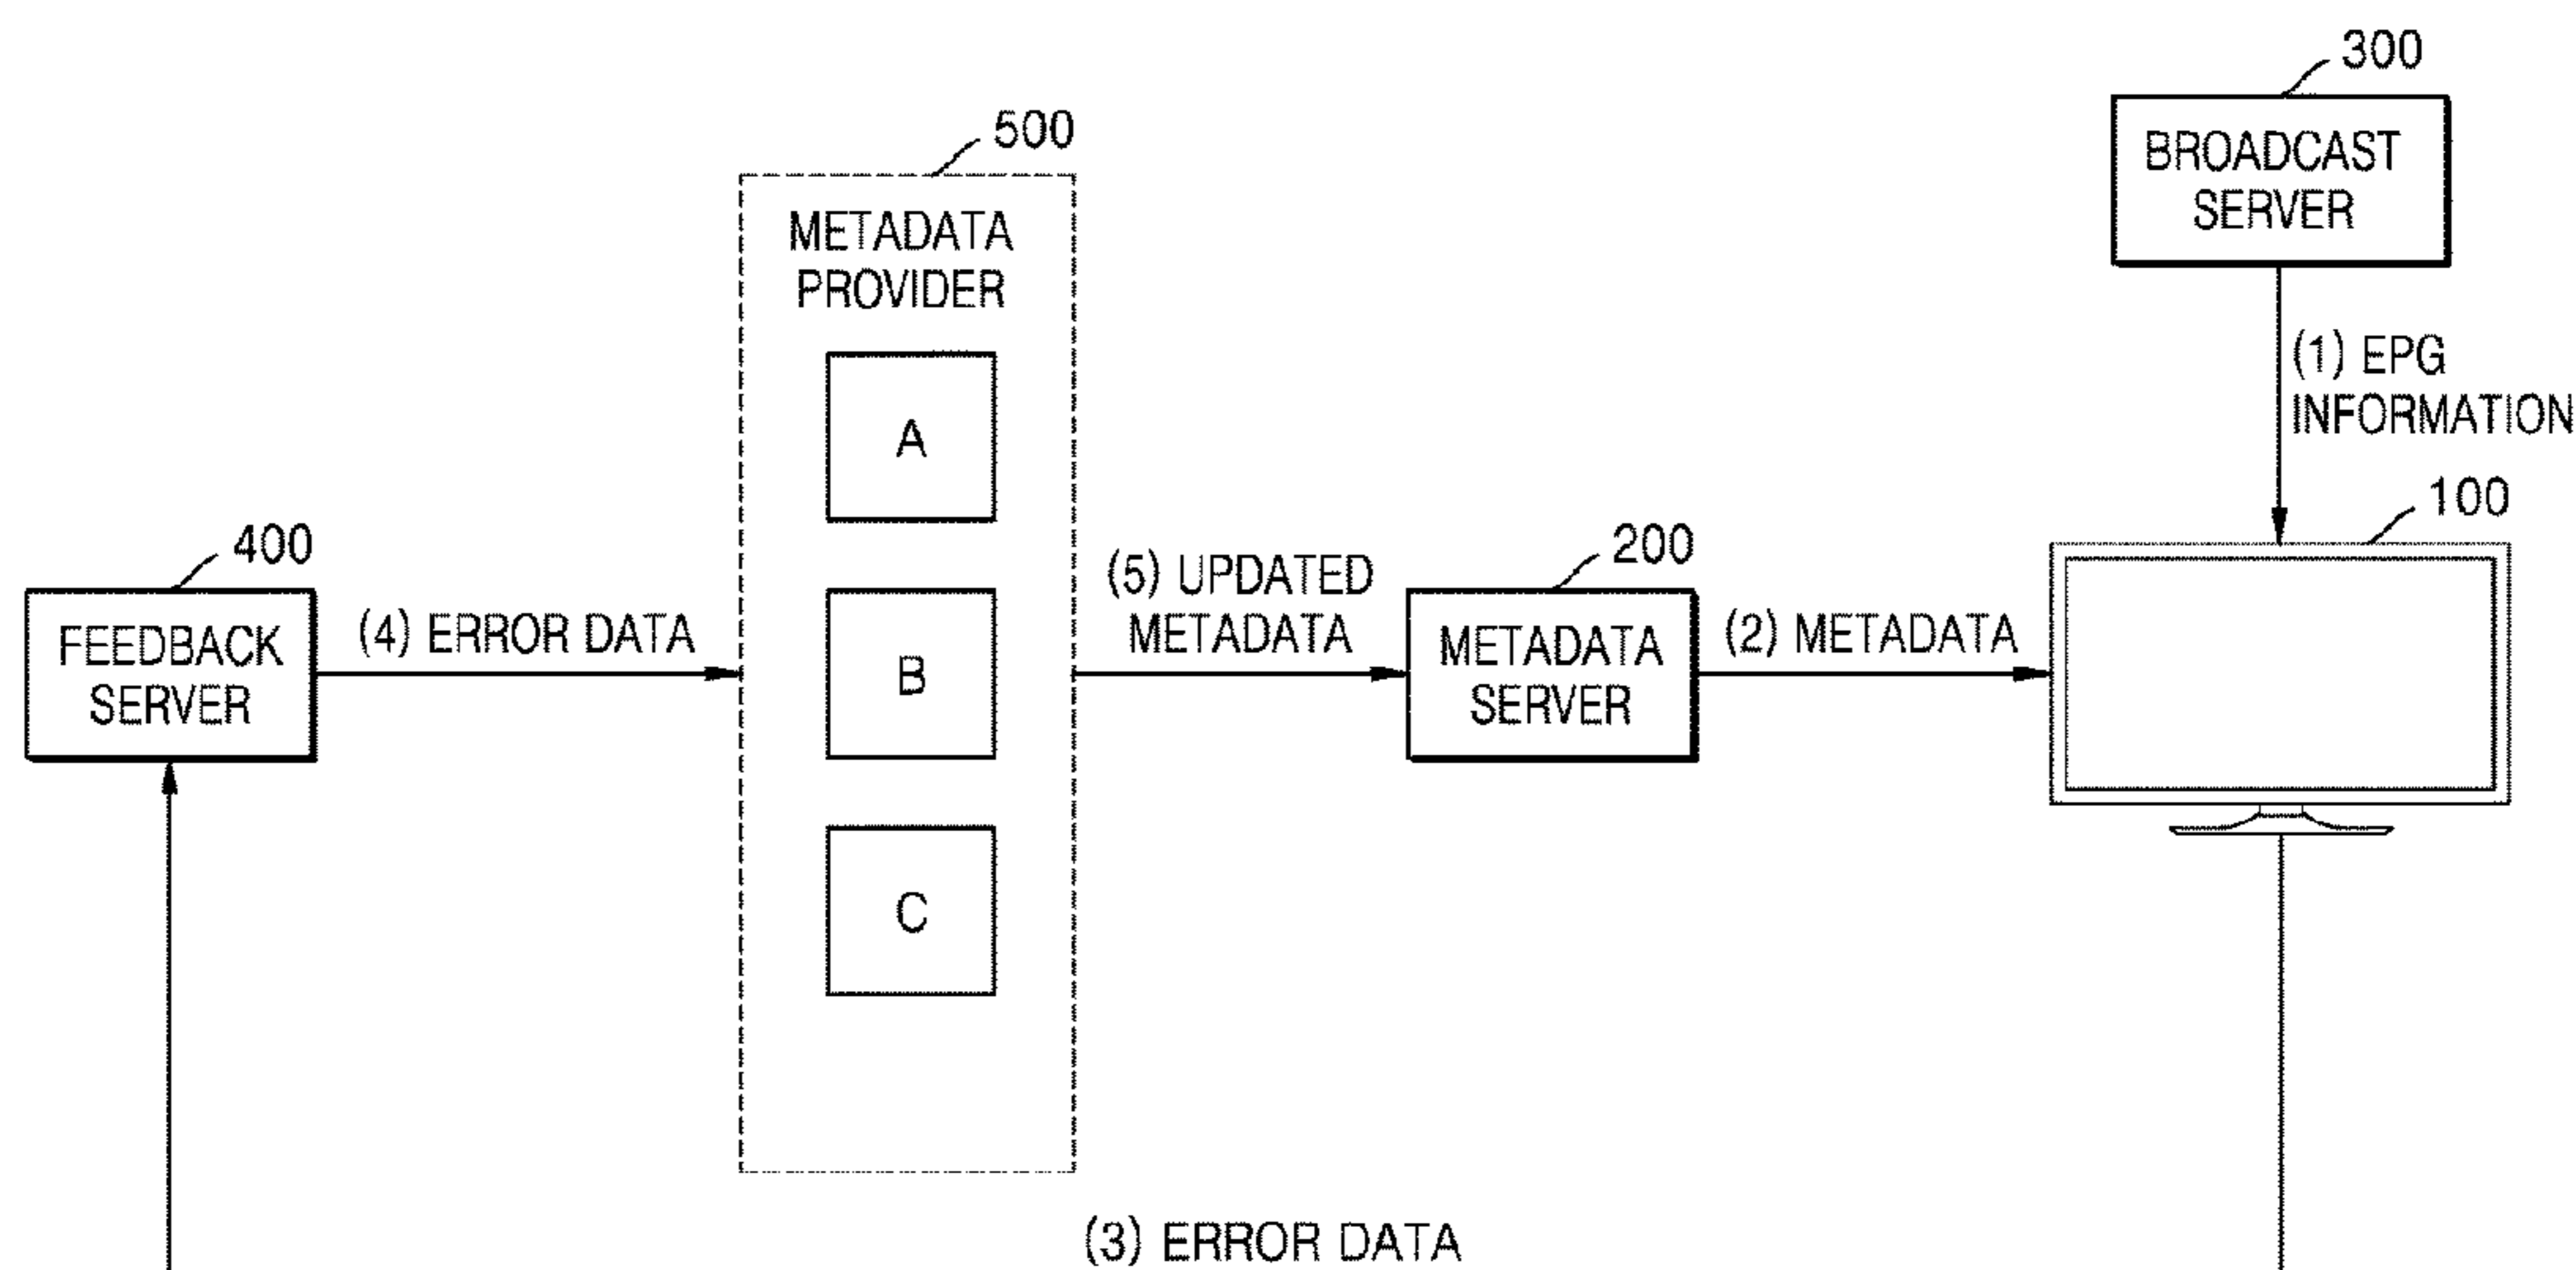 300
BROADCAST
SERVER
(1) EPG
INFORMATION
500
METADATA
PROVIDER
A
B
C
100
400
FEEDBACK
SERVER
(4) ERROR DATA
(5) UPDATED
METADATA
200
METADATA
SERVER
(2) METADATA
(3) ERROR DATA